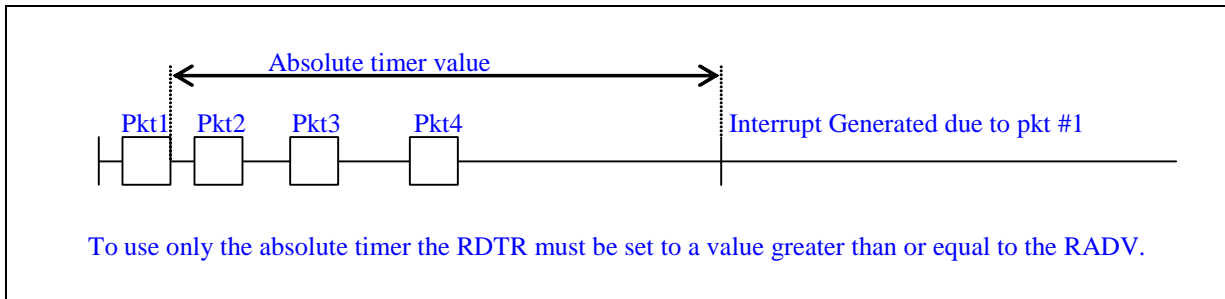 Absolute timer value
Pkt1 Pkt2 Pkt3 Pkt4 Interrupt Generated due to pkt #1
To use only the absolute timer the RDTR must be set to a value greater than or equal to the RADV.